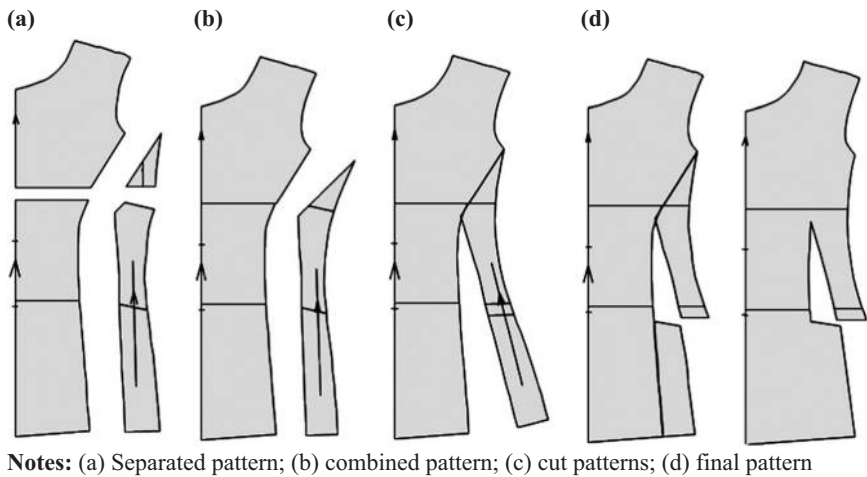 (a) (b) (c) (d)
Notes: (a) Separated pattern; (b) combined pattern; (c) cut patterns; (d) final pattern